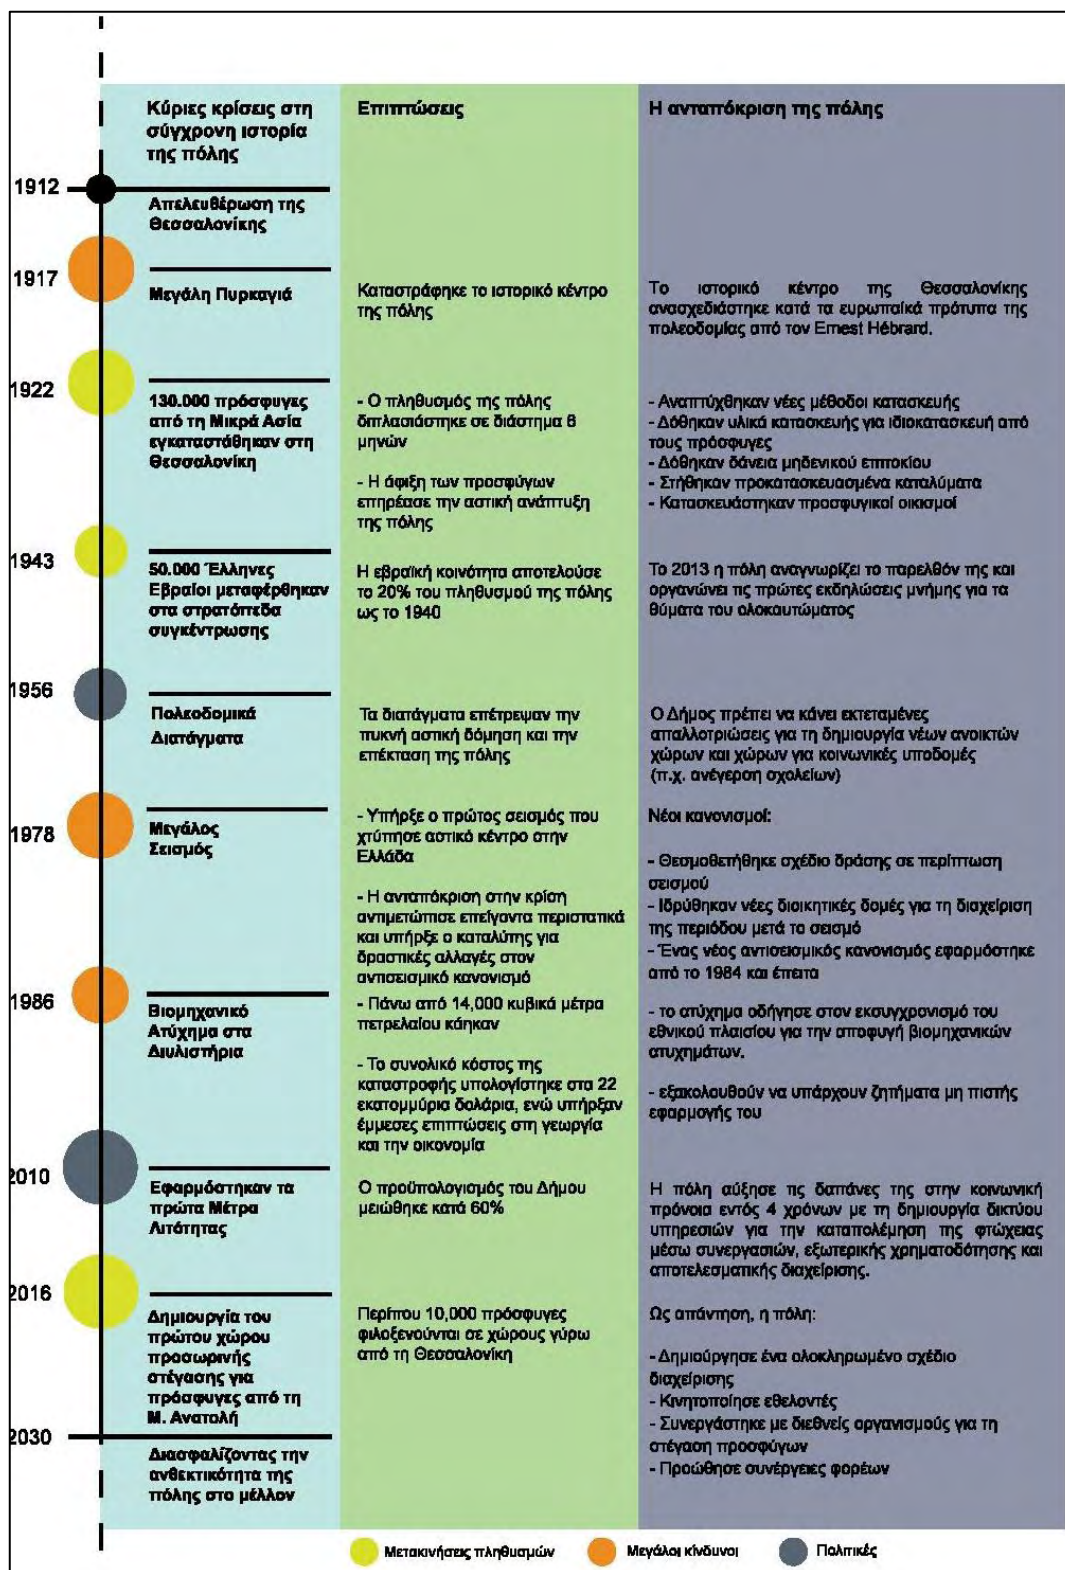 Κύριες κρίσεις στη
σύγχρονη ιστορία
της πόλης
Επιπτώσεις
Η ανταπόκριση της πόλης
1912
Απελευθέρωση της
Θεσσαλονίκης
1917
Μεγάλη Πυρκαγιά
Καταστράφηκε το ιστορικό κέντρο
της πόλης
Το ιστορικό κέντρο της Θεσσαλονίκης
ανασχεδιάστηκε κατά τα ευρωπαϊκά πρότυπα της
πολεοδομίας από τον Ernest Hébrard.
1922
130.000 πρόσφυγες
από τη Μικρά Ασία
εγκαταστάθηκαν στη
Θεσσαλονίκη
- Ο πληθυσμός της πόλης
διπλασιάστηκε σε διάστημα 6
μηνών
- Η άφιξη των προσφύγων
επηρέασε την αστική ανάπτυξη
της πόλης
- Αναπτύχθηκαν νέες μέθοδοι κατασκευής
- Δόθηκαν υλικά κατασκευής για ιδιοκατασκευή από
τους πρόσφυγες
- Δόθηκαν δάνεια μηδενικού επιτοκίου
- Στήθηκαν προκατασκευασμένα καταλύματα
- Κατασκευάστηκαν προσφυγικοί οικισμοί
1943
50.000 Έλληνες
Εβραίοι μεταφέρθηκαν
στα στρατόπεδα
συγκέντρωσης
Η εβραϊκή κοινότητα αποτελούσε
το 20% του πληθυσμού της πόλης
ως το 1940
Το 2013 η πόλη αναγνωρίζει το παρελθόν της και
οργανώνει τις πρώτες εκδηλώσεις μνήμης για τα
θύματα του ολοκαυτώματος
1956
Πολεοδομικά
Διατάγματα
Τα διατάγματα επέτρεψαν την
πυκνή αστική δόμηση και την
επέκταση της πόλης
Ο Δήμος πρέπει να κάνει εκτεταμένες
απαλλοτριώσεις για τη δημιουργία νέων ανοικτών
χώρων και χώρων για κοινωνικές υποδομές
(π.χ. ανέγερση σχολείων)
1978
Μεγάλος
Σεισμός
- Υπήρξε ο πρώτος σεισμός που
χτύπησε αστικό κέντρο στην
Ελλάδα
- Η ανταπόκριση στην κρίση
αντιμετώπισε επείγοντα περιστατικά
και υπήρξε ο καταλύτης για
δραστικές αλλαγές στον
αντισεισμικό κανονισμό
Νέοι κανονισμοί:
- Θεσμοθετήθηκε σχέδιο δράσης σε περίπτωση
σεισμού
- Ιδρύθηκαν νέες διοικητικές δομές για τη διαχείριση
της περιόδου μετά το σεισμό
- Ένας νέος αντισεισμικός κανονισμός εφαρμόστηκε
από το 1984 και έπειτα
1986
Βιομηχανικό
Ατύχημα στα
Διυλιστήρια
- Πάνω από 14,000 κυβικά μέτρα
πετρελαίου κάηκαν
- Το συνολικό κόστος της
καταστροφής υπολογίστηκε στα 22
εκατομμύρια δολάρια, ενώ υπήρξαν
έμμεσες επιπτώσεις στη γεωργία
και την οικονομία
- το ατύχημα οδήγησε στον εκσυγχρονισμό του
εθνικού πλαισίου για την αποφυγή βιομηχανικών
ατυχημάτων.
- εξακολουθούν να υπάρχουν ζητήματα μη πιστής
εφαρμογής του
2010
Εφαρμόστηκαν τα
πρώτα Μέτρα
Λιτότητας
Ο προϋπολογισμός του Δήμου
μειώθηκε κατά 60%
Η πόλη αύξησε τις δαπάνες της στην κοινωνική
πρόνοια εντός 4 χρόνων με τη δημιουργία δικτύου
υπηρεσιών για την καταπολέμηση της φτώχειας
μέσω συνεργασιών, εξωτερικής χρηματοδότησης και
αποτελεσματικής διαχείρισης.
2016
Δημιουργία του
πρώτου χώρου
προσωρινής
στέγασης για
πρόσφυγες από τη
Μ. Ανατολή
Περίπου 10,000 πρόσφυγες
φιλοξενούνται σε χώρους γύρω
από τη Θεσσαλονίκη
Ως απάντηση, η πόλη:
- Δημιούργησε ένα ολοκληρωμένο σχέδιο
διαχείρισης
- Κινητοποίησε εθελοντές
- Συνεργάστηκε με διεθνείς οργανισμούς για τη
στέγαση προσφύγων
- Προώθησε συνέργειες φορέων
2030
Διασφαλίζοντας την
ανθεκτικότητα της
πόλης στο μέλλον
Μετακινήσεις πληθυσμών
Μεγάλοι κίνδυνοι
Πολιτικές